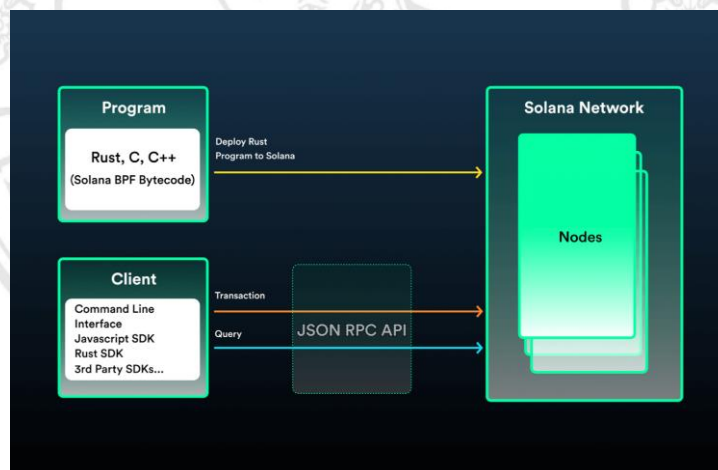 Program
Rust, C, C++
(Solana BPF Bytecode)
Deploy Rust
Program to Solana
Solana Network
Nodes
Client
Command Line
Interface
Javascript SDK
Rust SDK
3rd Party SDKs...
Transaction
Query
JSON RPC API